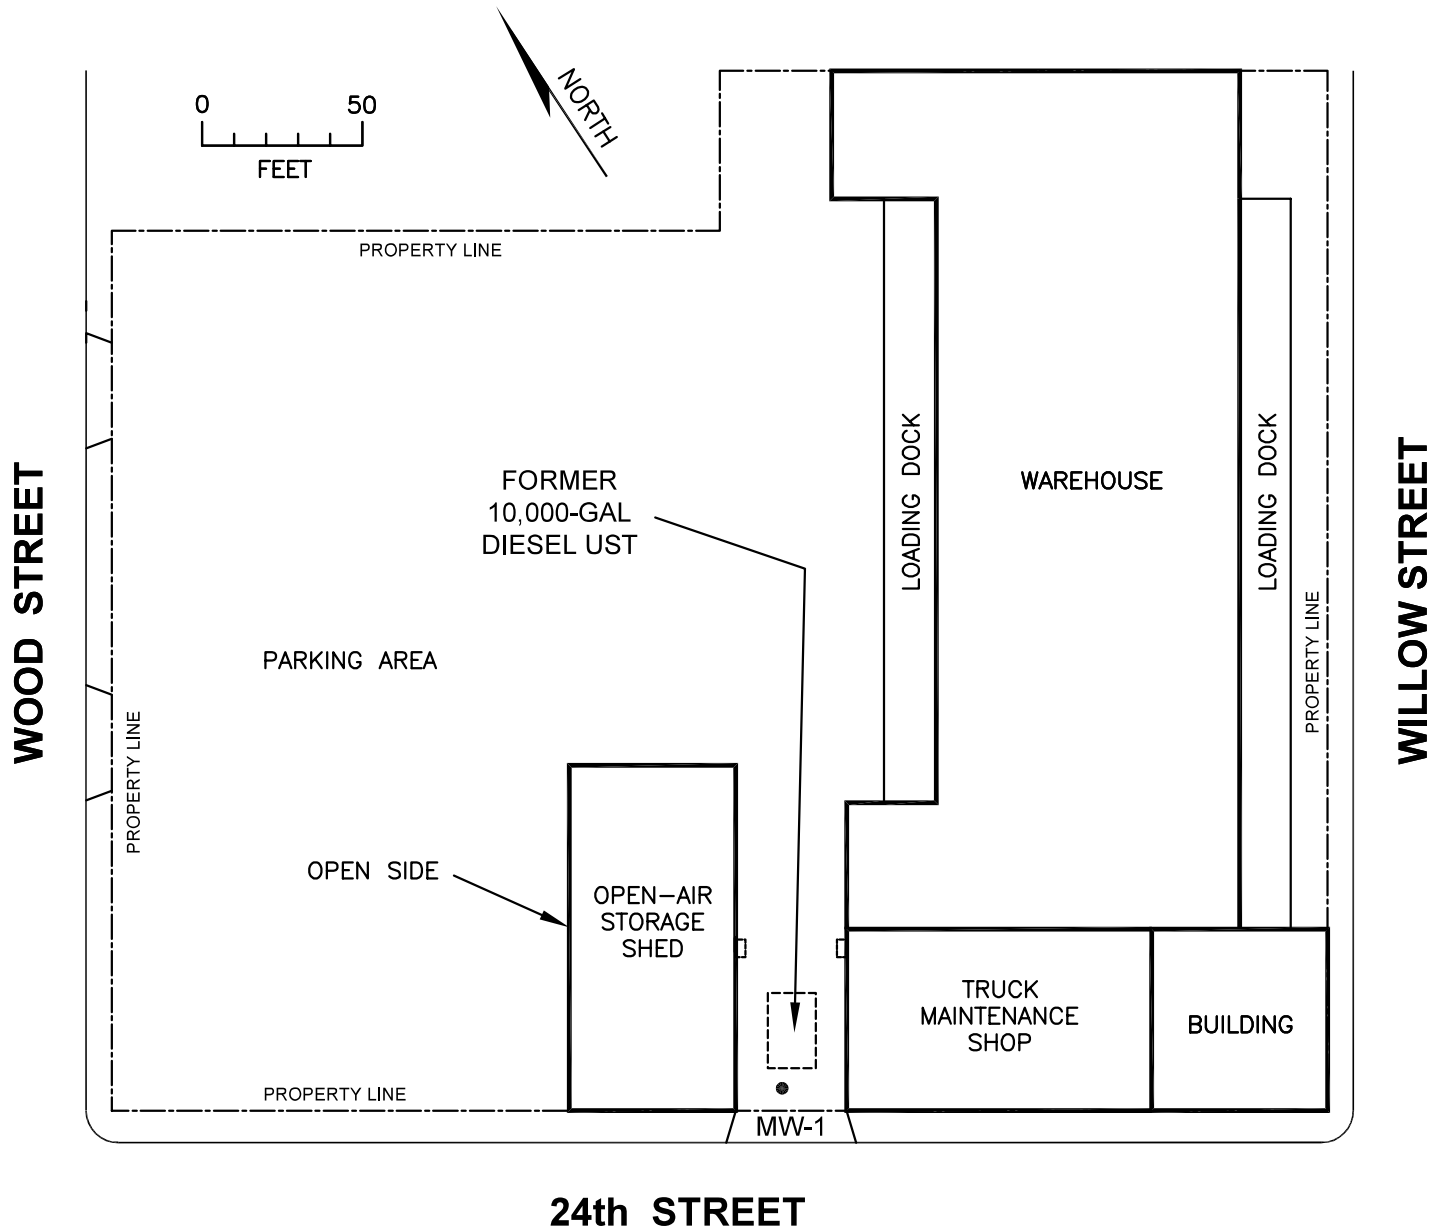 0 50
FEET
NORTH
PROPERTY LINE
FORMER
10,000-GAL
DIESEL UST
LOADING DOCK
WAREHOUSE
LOADING DOCK
PROPERTY LINE
WOOD STREET
WILLOW STREET
PARKING AREA
PROPERTY LINE
OPEN SIDE
OPEN-AIR
STORAGE
SHED
TRUCK
MAINTENANCE
SHOP
BUILDING
PROPERTY LINE
MW-1
24th STREET